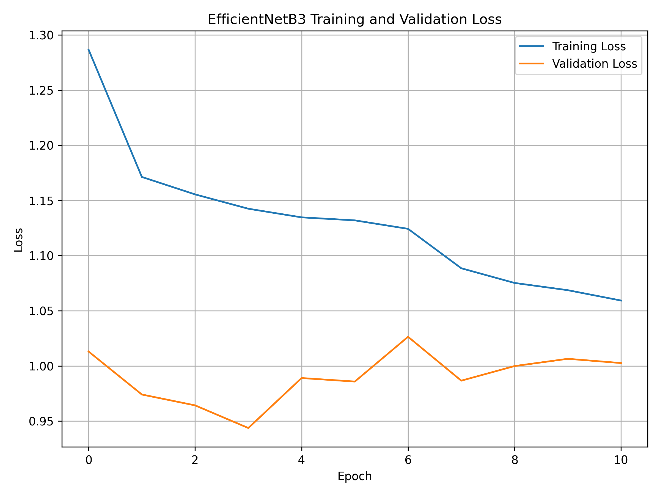 EfficientNetB3 Training and Validation Loss
1.30
1.25
1.20
1.15
1.10
1.05
1.00
0.95
Loss
Training Loss
Validation Loss
0 2 4 6 8 10
Epoch